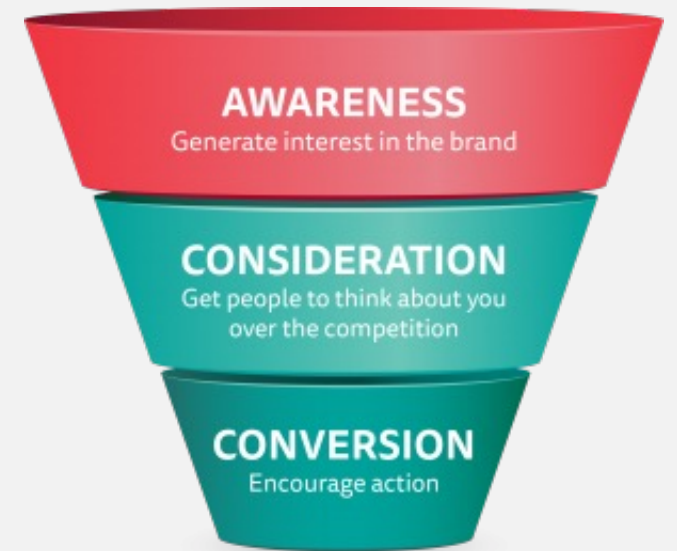 AWARENESS
Generate interest in the brand
CONSIDERATION
Get people to think about you
over the competition
CONVERSION
Encourage action